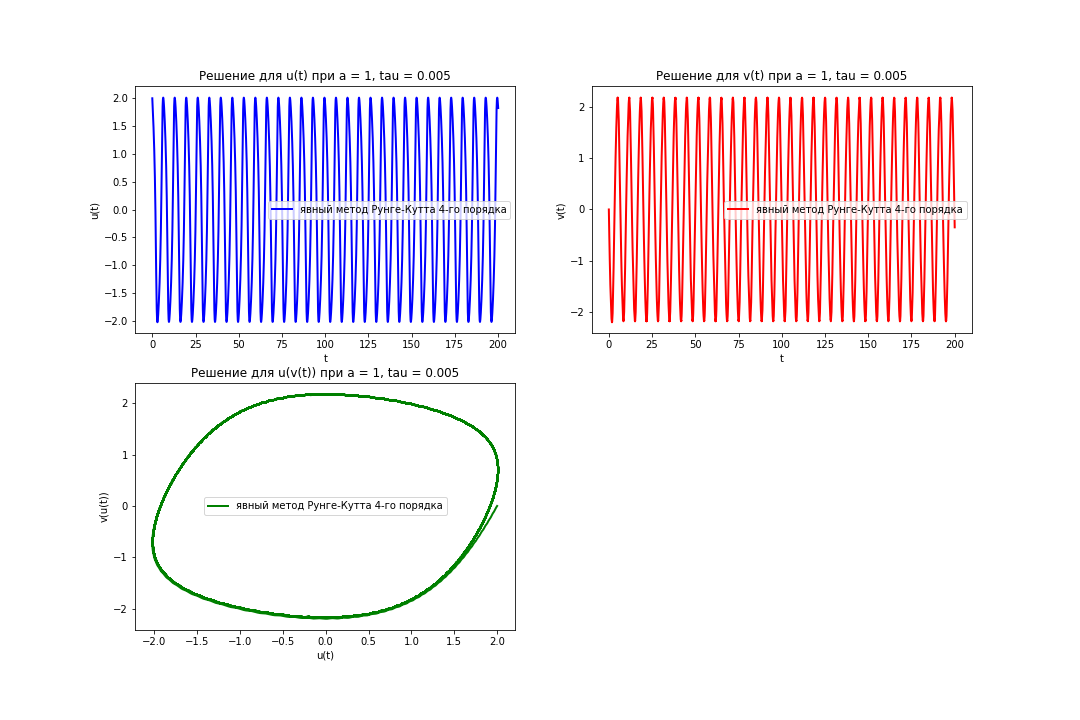 Решение для u(t) при a = 1, tau = 0.005
2.0
1.5
1.0
0.5
0.0
−0.5
−1.0
−1.5
−2.0
u(t)
явный метод Рунге-Кутта 4-го порядка
0 25 50 75 100 125 150 175 200
t
Решение для v(t) при a = 1, tau = 0.005
2
1
0
−1
−2
v(t)
явный метод Рунге-Кутта 4-го порядка
0 25 50 75 100 125 150 175 200
t
Решение для u(v(t)) при a = 1, tau = 0.005
2
1
0
−1
−2
v(u(t))
явный метод Рунге-Кутта 4-го порядка
−2.0 −1.5 −1.0 −0.5 0.0 0.5 1.0 1.5 2.0
u(t)